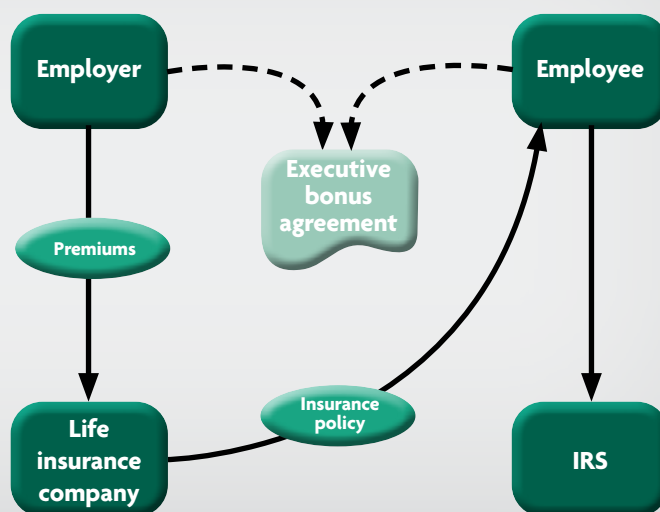 Employer
Employee
Executive
bonus
agreement
Premiums
Insurance
policy
Life
insurance
company
IRS